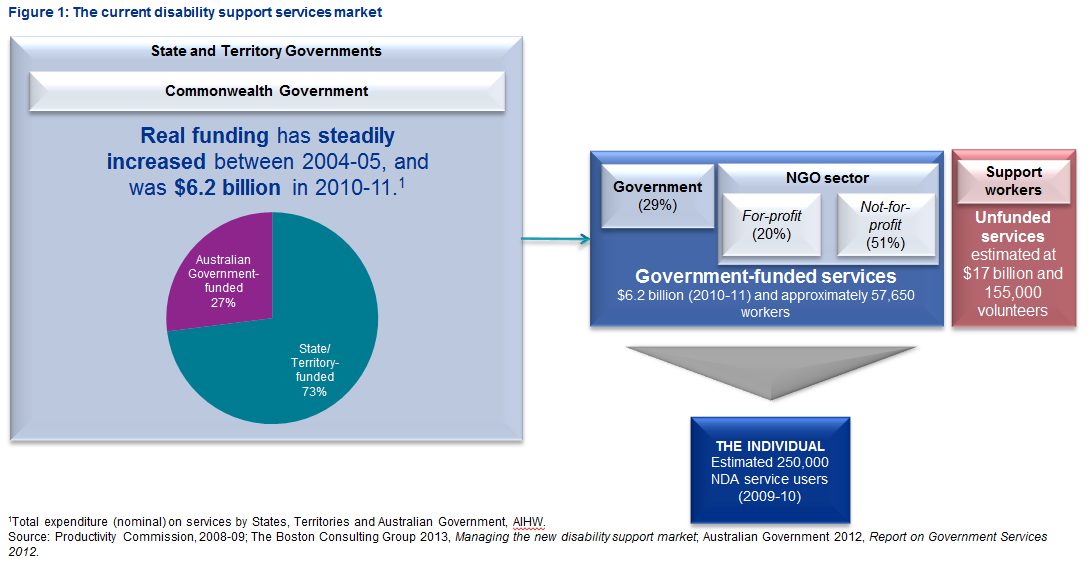 Figure 1: The current disability support services market
State and Territory Governments
Commonwealth Government
Real funding has steadily
increased between 2004-05, and
was $6.2 billion in 2010-11.¹
Australian
Government-
funded
27%
State/
Territory-
funded
73%
Government
(29%)
NGO sector
For-profit
(20%)
Not-for-
profit
(51%)
Government-funded services
$6.2 billion (2010-11) and approximately 57,650
workers
Support
workers
Unfunded
services
estimated at
$17 billion and
155,000
volunteers
THE INDIVIDUAL
Estimated 250,000
NDA service users
(2009-10)
¹Total expenditure (nominal) on services by States, Territories and Australian Government, AIHW.
Source: Productivity Commission, 2008-09; The Boston Consulting Group 2013, Managing the new disability support market; Australian Government 2012, Report on Government Services
2012.